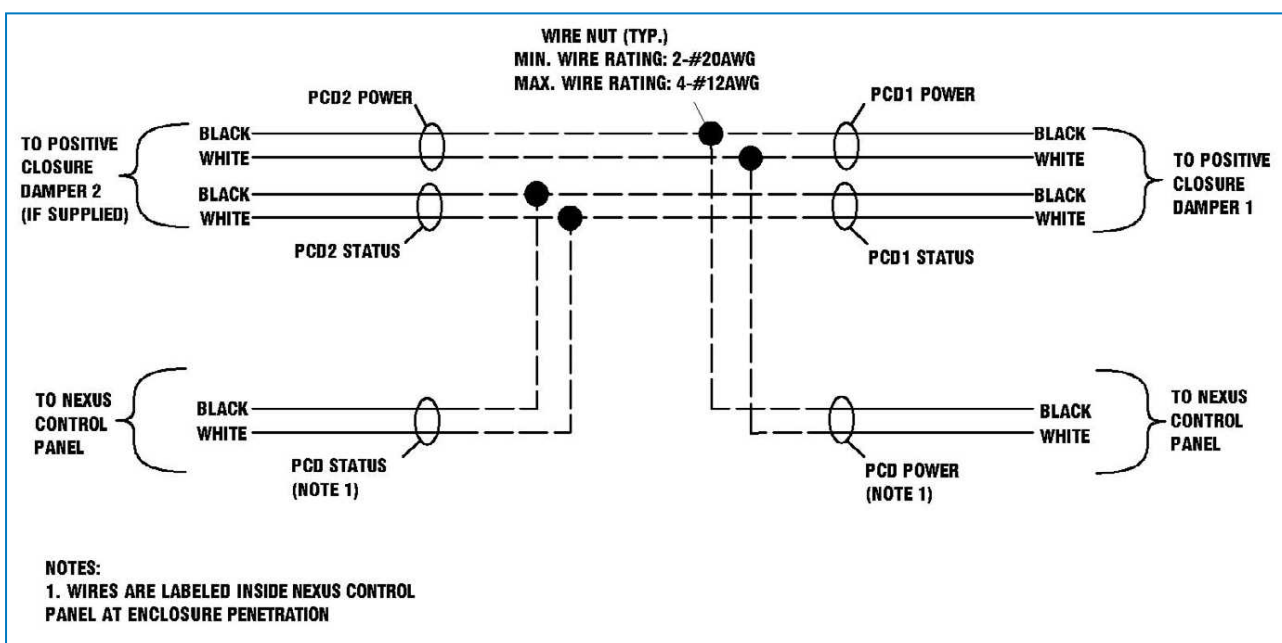 WIRE NUT (TYP.)
MIN. WIRE RATING: 2-#20AWG
MAX. WIRE RATING: 4-#12AWG
PCD2 POWER
PCD1 POWER
TO POSITIVE
CLOSURE
DAMPER 2
(IF SUPPLIED)
BLACK
WHITE
BLACK
WHITE
BLACK
WHITE
BLACK
WHITE
TO POSITIVE
CLOSURE
DAMPER 1
PCD2 STATUS
PCD1 STATUS
TO NEXUS
CONTROL
PANEL
BLACK
WHITE
BLACK
WHITE
TO NEXUS
CONTROL
PANEL
PCD STATUS
(NOTE 1)
PCD POWER
(NOTE 1)
NOTES:
1. WIRES ARE LABELED INSIDE NEXUS CONTROL
PANEL AT ENCLOSURE PENETRATION